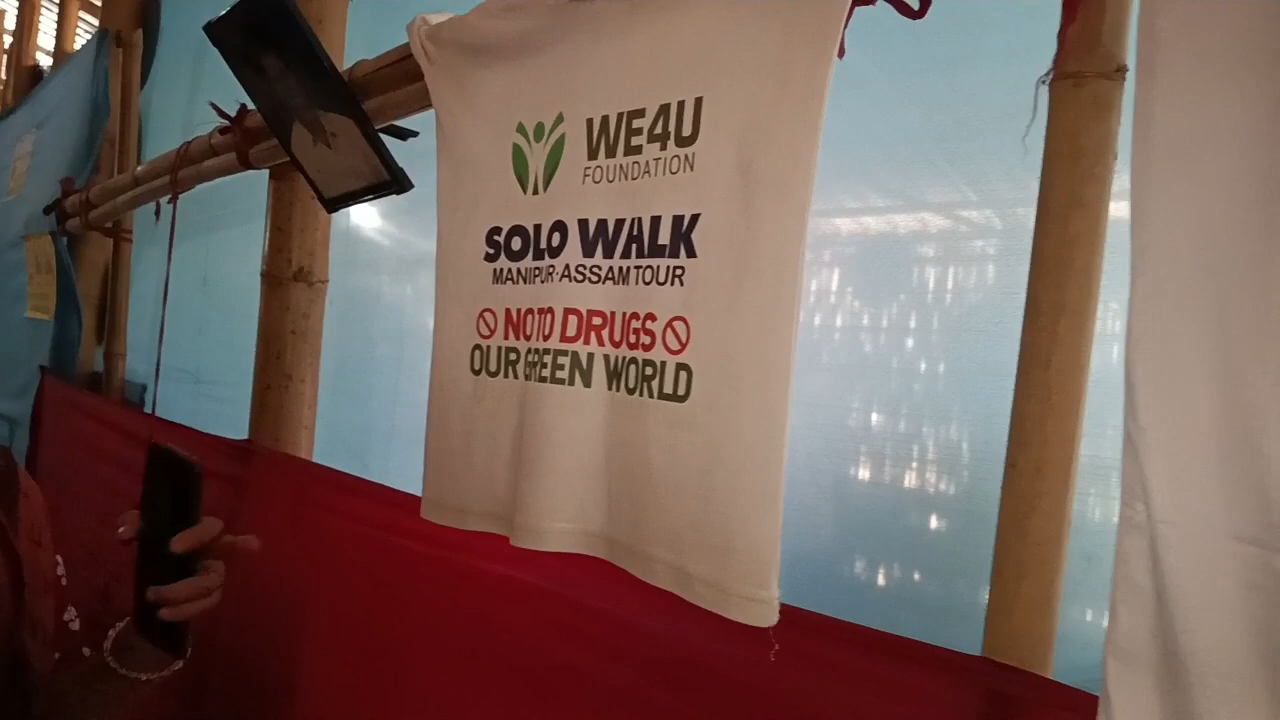 WE4U
FOUNDATION
SOLO WALK
MANIPUR-ASSAM TOUR
NO TO DRUGS
OUR GREEN WORLD